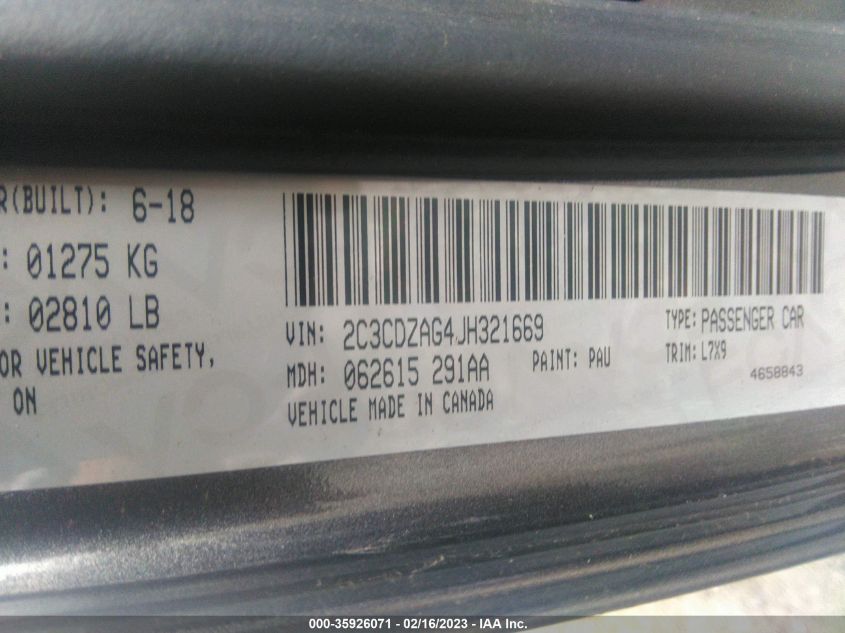 R(BUILT): 6-18
: 01275 KG
: 02810 LB
OR VEHICLE SAFETY,
ON
VIN: 2C3CDZAG4JH321669
TYPE: PASSENGER CAR
MDH: 062615 291AA
PAINT: PAU
TRIM: L7X9
VEHICLE MADE IN CANADA
4658843
000-35926071 - 02/16/2023 - IAA Inc.